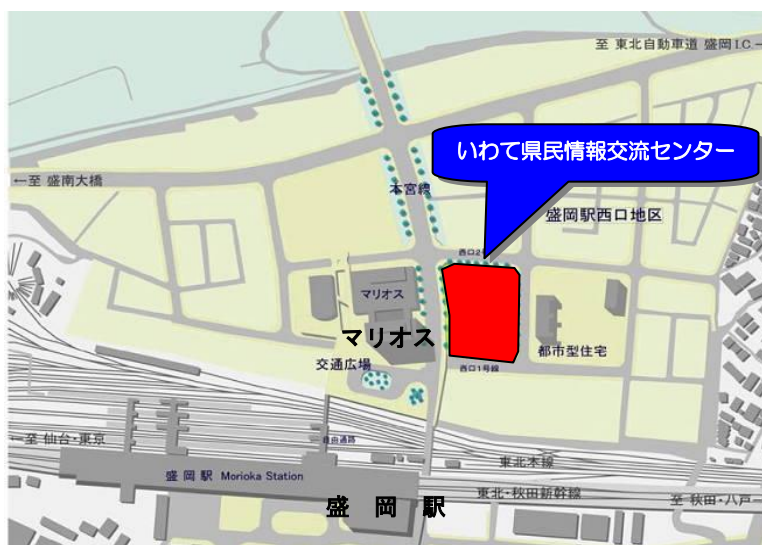 至 東北自動車道 盛岡I.C.→
いわて県民情報交流センター
←至 盛南大橋
本宮線
盛岡駅西口地区
西口2号
マリオス
マリオス
交通広場
都市型住宅
西口1号線
←至 仙台・東京
自由通路
東北本線
盛岡駅 Morioka Station
東北・秋田新幹線
至 秋田・八戸→
盛 岡 駅